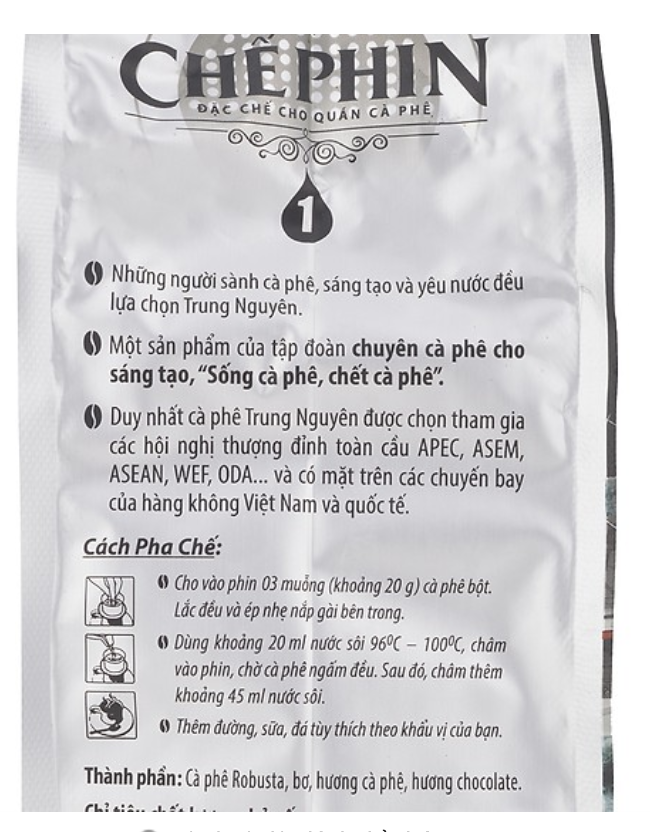 CHẾPHIN
ĐẶC CHẾ CHO QUÁN CÀ PHÊ
1
Những người sành cà phê, sáng tạo và yêu nước đều
lựa chọn Trung Nguyên.
Một sản phẩm của tập đoàn chuyên cà phê cho
sáng tạo, “Sống cà phê, chết cà phê”.
Duy nhất cà phê Trung Nguyên được chọn tham gia
các hội nghị thượng đỉnh toàn cầu APEC, ASEM,
ASEAN, WEF, ODA... và có mặt trên các chuyến bay
của hàng không Việt Nam và quốc tế.
Cách Pha Chế:
Cho vào phin 03 muỗng (khoảng 20 g) cà phê bột.
Lắc đều và ép nhẹ nắp gài bên trong.
Dùng khoảng 20 ml nước sôi 96⁰C – 100⁰C, châm
vào phin, chờ cà phê ngấm đều. Sau đó, châm thêm
khoảng 45 ml nước sôi.
Thêm đường, sữa, đá tùy thích theo khẩu vị của bạn.
Thành phần: Cà phê Robusta, bơ, hương cà phê, hương chocolate.